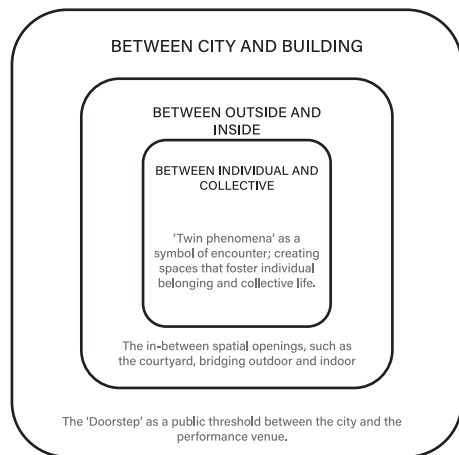 BETWEEN CITY AND BUILDING
BETWEEN OUTSIDE AND
INSIDE
BETWEEN INDIVIDUAL AND
COLLECTIVE
'Twin phenomena' as a
symbol of encounter; creating
spaces that foster individual
belonging and collective life.
The in-between spatial openings, such as
the courtyard, bridging outdoor and indoor
The 'Doorstep' as a public threshold between the city and the
performance venue.